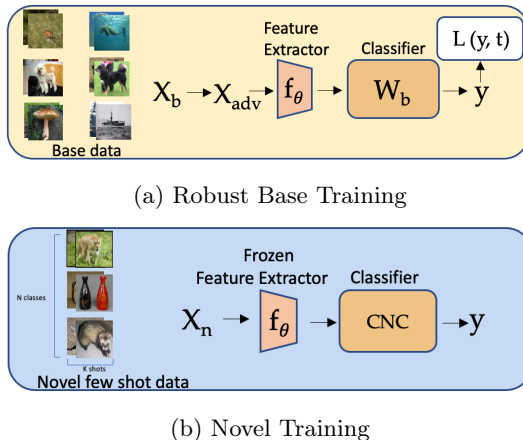 Feature
Extractor
Classifier
L (y, t)
X_b
X_adv
f_θ
W_b
y
Base data
(a) Robust Base Training
N classes
Frozen
Feature Extractor
Classifier
X_n
f_θ
CNC
y
K shots
Novel few shot data
(b) Novel Training